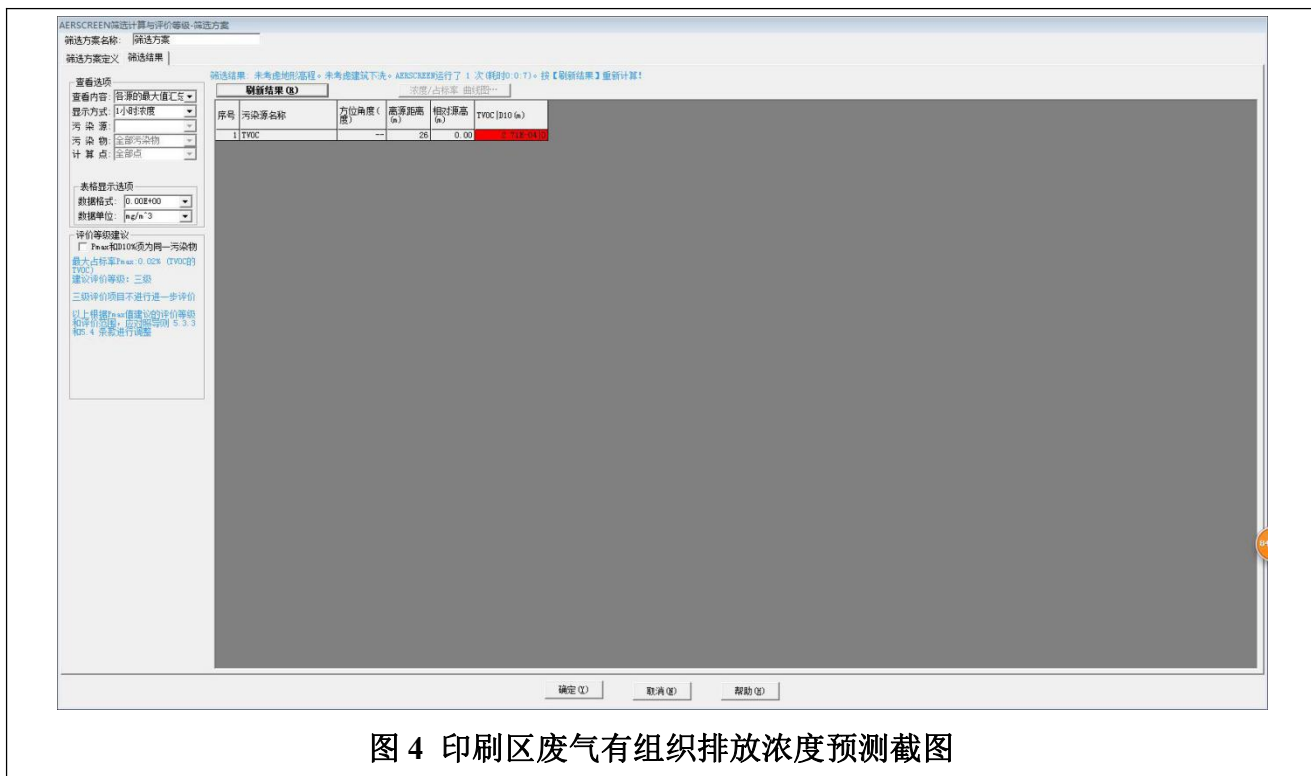 AERSCREEN筛选计算与评价等级-筛选方案
筛选方案名称: 筛选方案
筛选方案定义 筛选结果
筛选结果: 未考虑地形高程。未考虑建筑下洗。AERSCREEN运行了 1 次(耗时0:0:7)。按【刷新结果】重新计算!
查看选项
查看内容: 各源的最大值汇总
显示方式: 1小时浓度
污 染 源:
污 染 物: 全部污染物
计 算 点: 全部点
表格显示选项
数据格式: 0.00E+00
数据单位: mg/m^3
评价等级建议
Pmax和D10%须为同一污染物
最大占标率Pmax:0.02% (TVOC的
TVOC)
建议评价等级: 三级
三级评价项目不进行进一步评价
以上根据Pmax值建议的评价等级
和评价范围,应对照导则 5.3.3
和5.4 条款进行调整
刷新结果(R)
浓度/占标率 曲线图…
序号 污染源名称 方位角度(度) 离源距离(m) 相对源高(m) TVOC|D10(m)
1 TVOC -- 26 0.00
确定(Y) 取消(N) 帮助(H)
图 4 印刷区废气有组织排放浓度预测截图